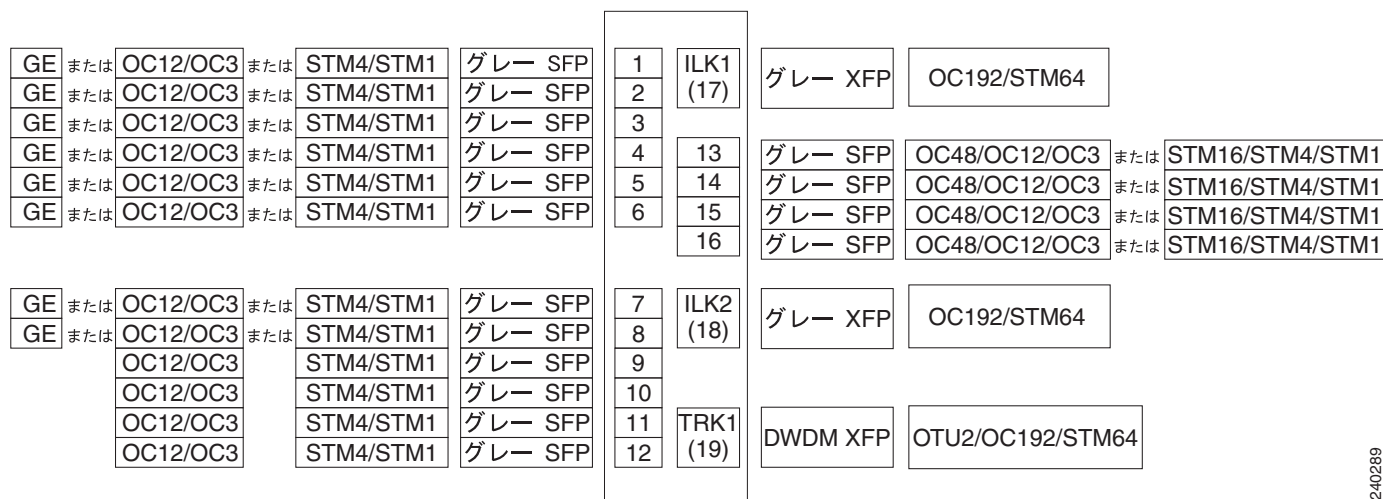 GE または OC12/OC3 または STM4/STM1 グレー SFP 1 ILK1 (17) グレー XFP OC192/STM64
GE または OC12/OC3 または STM4/STM1 グレー SFP 2
GE または OC12/OC3 または STM4/STM1 グレー SFP 3
GE または OC12/OC3 または STM4/STM1 グレー SFP 4 13 グレー SFP OC48/OC12/OC3 または STM16/STM4/STM1
GE または OC12/OC3 または STM4/STM1 グレー SFP 5 14 グレー SFP OC48/OC12/OC3 または STM16/STM4/STM1
GE または OC12/OC3 または STM4/STM1 グレー SFP 6 15 グレー SFP OC48/OC12/OC3 または STM16/STM4/STM1
16 グレー SFP OC48/OC12/OC3 または STM16/STM4/STM1
GE または OC12/OC3 または STM4/STM1 グレー SFP 7 ILK2 (18) グレー XFP OC192/STM64
GE または OC12/OC3 または STM4/STM1 グレー SFP 8
OC12/OC3 STM4/STM1 グレー SFP 9
OC12/OC3 STM4/STM1 グレー SFP 10
OC12/OC3 STM4/STM1 グレー SFP 11 TRK1 (19) DWDM XFP OTU2/OC192/STM64
OC12/OC3 STM4/STM1 グレー SFP 12
240289